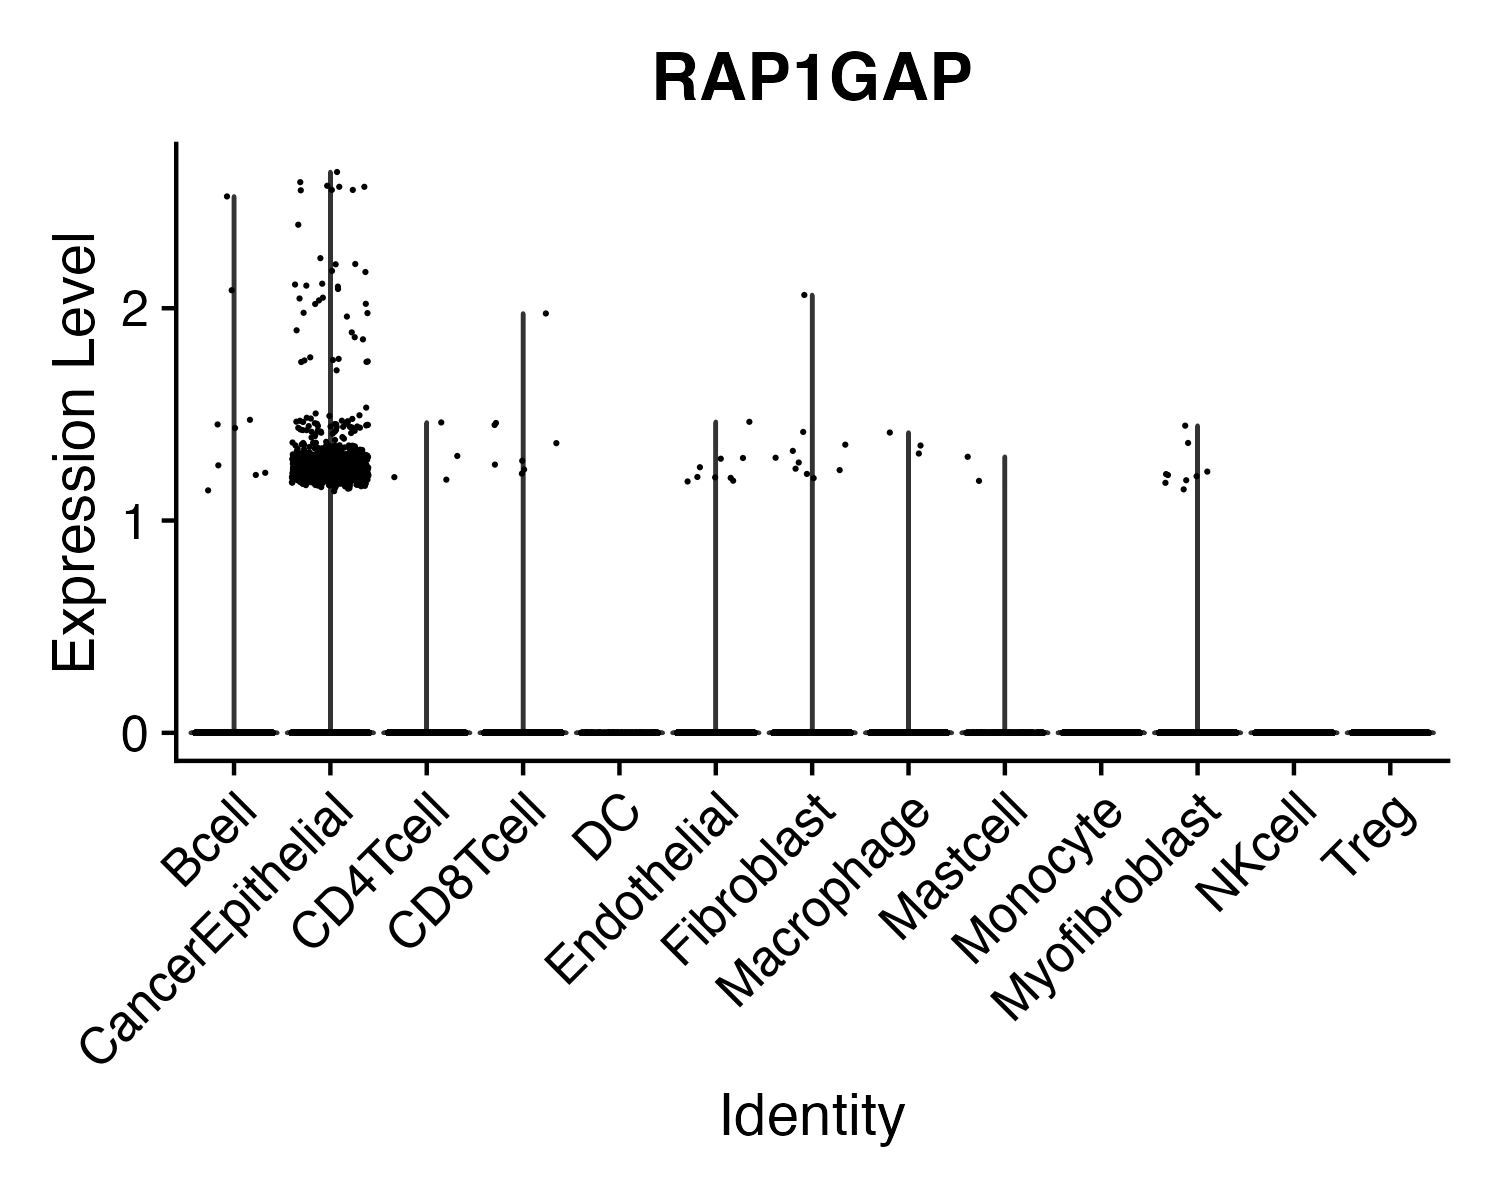 RAP1GAP
Expression Level
2
1
0
Bcell
CancerEpithelial
CD4Tcell
CD8Tcell
DC
Endothelial
Fibroblast
Macrophage
Mastcell
Monocyte
Myofibroblast
NKcell
Treg
Identity